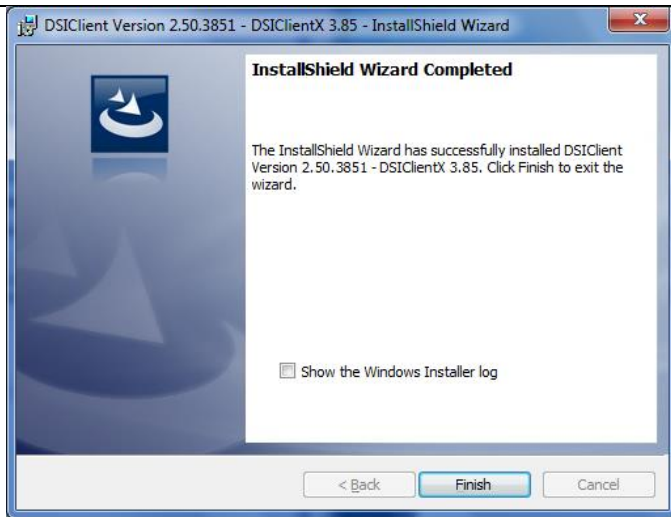 DSIClient Version 2.50.3851 - DSIClientX 3.85 - InstallShield Wizard
InstallShield Wizard Completed
The InstallShield Wizard has successfully installed DSIClient
Version 2.50.3851 - DSIClientX 3.85. Click Finish to exit the
wizard.
Show the Windows Installer log
< Back
Finish
Cancel